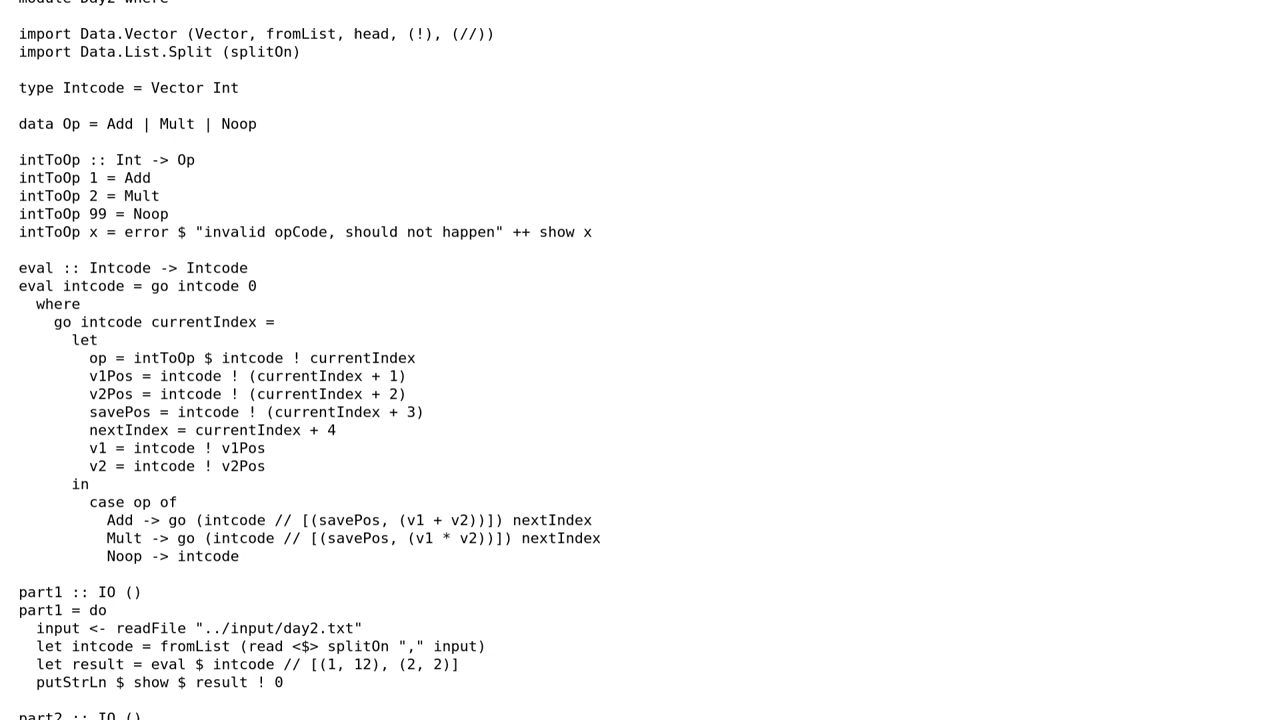 module Day2 where
import Data.Vector (Vector, fromList, head, (!), (//))
import Data.List.Split (splitOn)
type Intcode = Vector Int
data Op = Add | Mult | Noop
intToOp :: Int -> Op
intToOp 1 = Add
intToOp 2 = Mult
intToOp 99 = Noop
intToOp x = error $ "invalid opCode, should not happen" ++ show x
eval :: Intcode -> Intcode
eval intcode = go intcode 0
  where
    go intcode currentIndex =
      let
        op = intToOp $ intcode ! currentIndex
        v1Pos = intcode ! (currentIndex + 1)
        v2Pos = intcode ! (currentIndex + 2)
        savePos = intcode ! (currentIndex + 3)
        nextIndex = currentIndex + 4
        v1 = intcode ! v1Pos
        v2 = intcode ! v2Pos
      in
        case op of
          Add -> go (intcode // [(savePos, (v1 + v2))]) nextIndex
          Mult -> go (intcode // [(savePos, (v1 * v2))]) nextIndex
          Noop -> intcode
part1 :: IO ()
part1 = do
  input <- readFile "../input/day2.txt"
  let intcode = fromList (read <$> splitOn "," input)
  let result = eval $ intcode // [(1, 12), (2, 2)]
  putStrLn $ show $ result ! 0
part2 :: IO ()